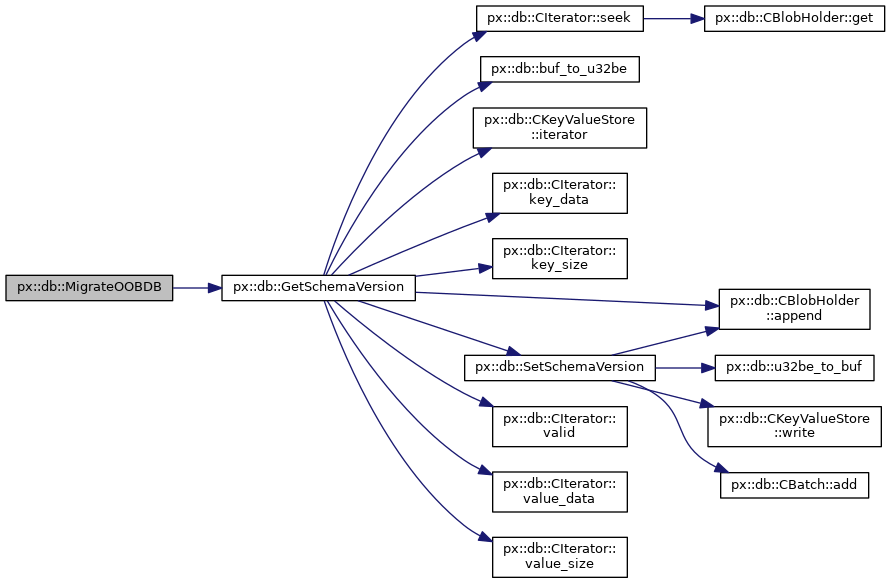 px::db::MigrateOOBDB
px::db::GetSchemaVersion
px::db::CIterator::seek
px::db::CBlobHolder::get
px::db::buf_to_u32be
px::db::CKeyValueStore
::iterator
px::db::CIterator::
key_data
px::db::CIterator::
key_size
px::db::CBlobHolder
::append
px::db::SetSchemaVersion
px::db::u32be_to_buf
px::db::CKeyValueStore
::write
px::db::CBatch::add
px::db::CIterator::
valid
px::db::CIterator::
value_data
px::db::CIterator::
value_size